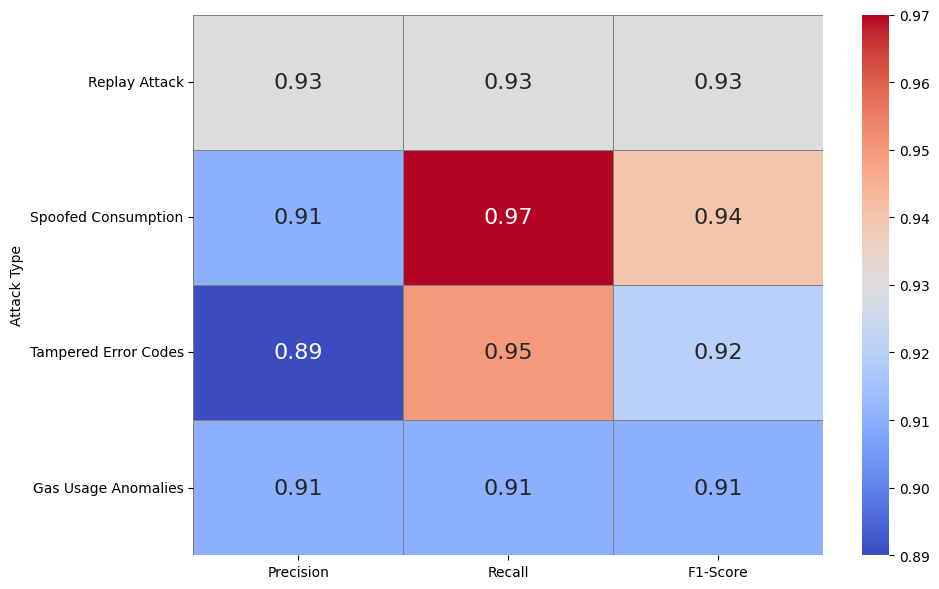 Attack Type
Replay Attack 0.93 0.93 0.93
Spoofed Consumption 0.91 0.97 0.94
Tampered Error Codes 0.89 0.95 0.92
Gas Usage Anomalies 0.91 0.91 0.91
Precision Recall F1-Score
0.97
0.96
0.95
0.94
0.93
0.92
0.91
0.90
0.89